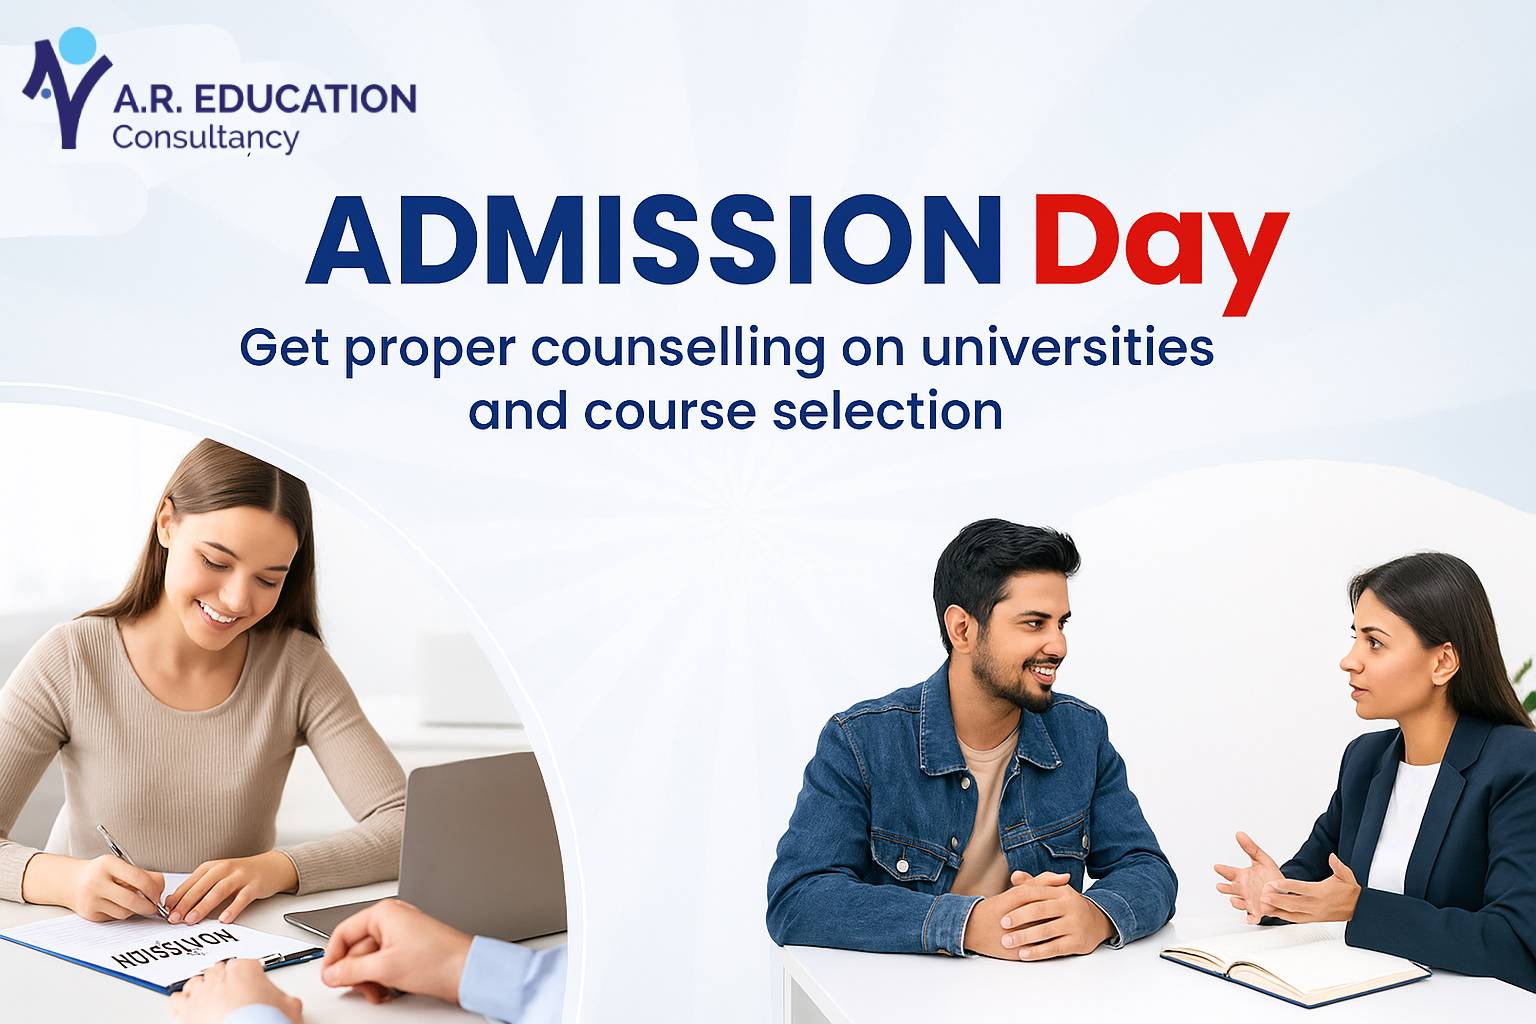 A.R. EDUCATION
Consultancy
ADMISSION Day
Get proper counselling on universities
and course selection